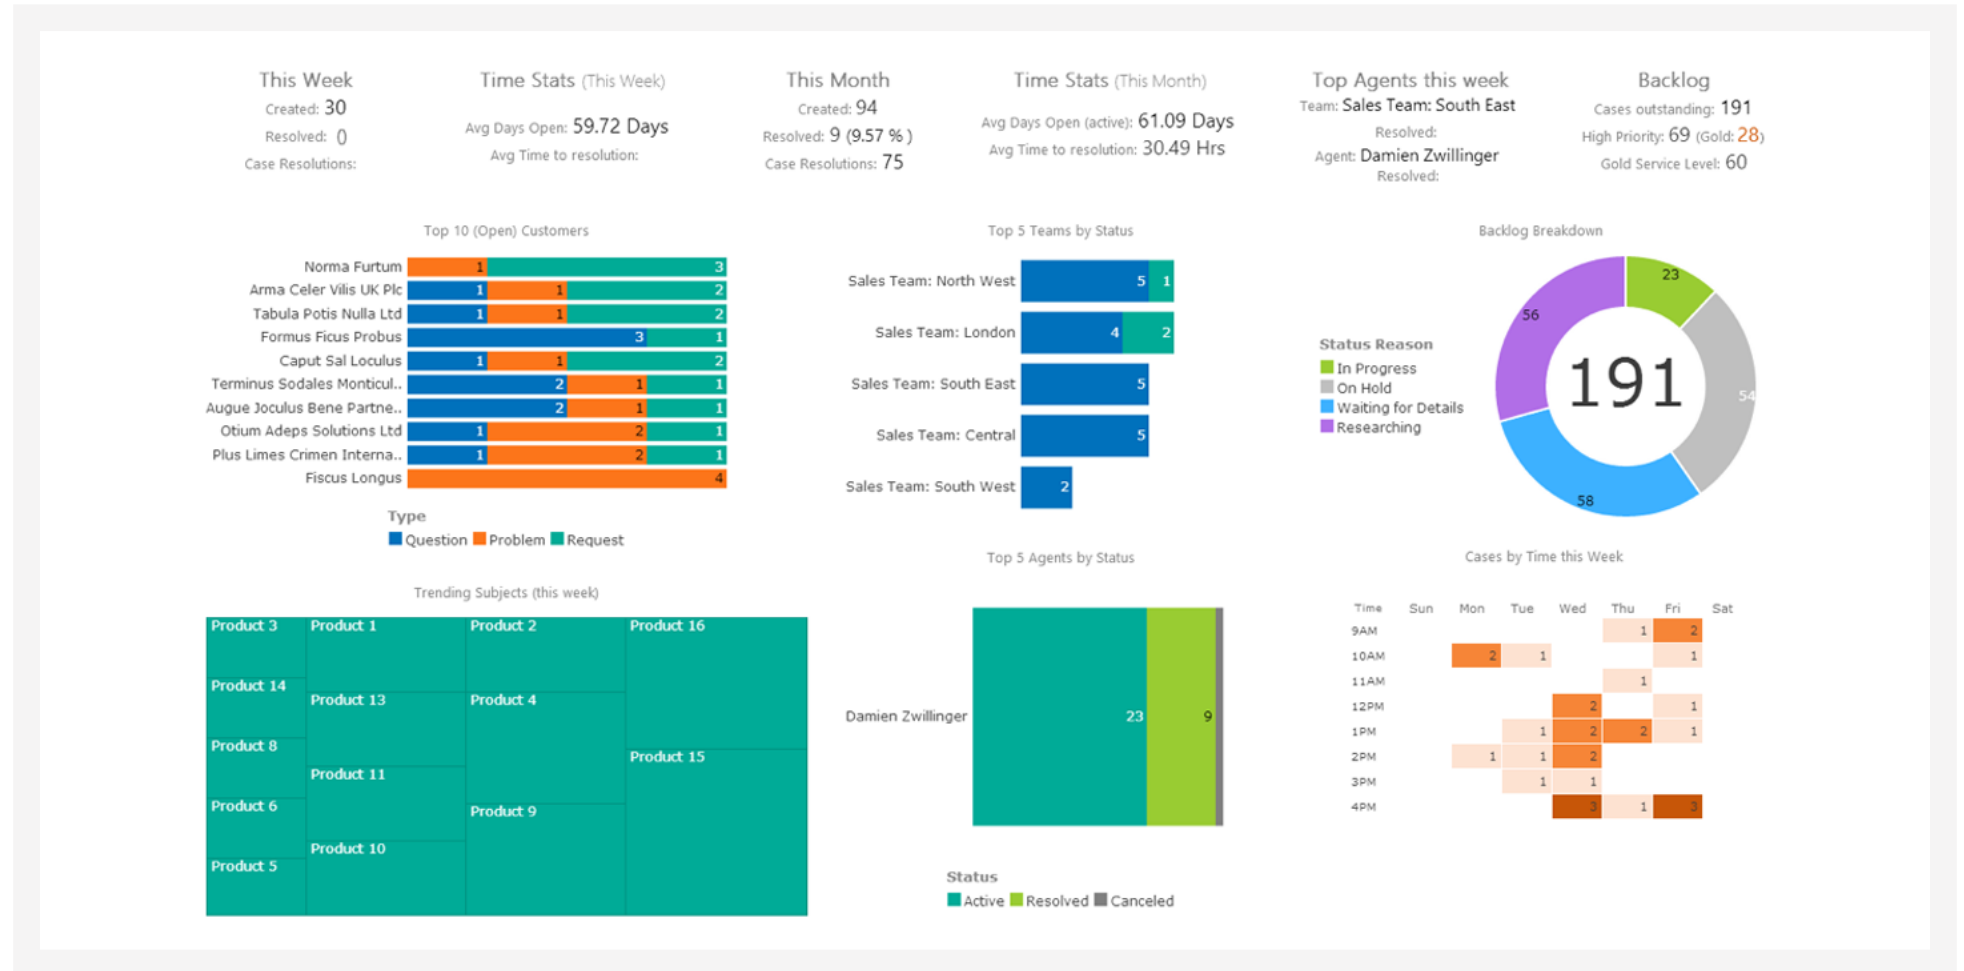 This Week
Created: 30
Resolved: 0
Case Resolutions:
Time Stats (This Week)
Avg Days Open: 59.72 Days
Avg Time to resolution:
This Month
Created: 94
Resolved: 9 (9.57 % )
Case Resolutions: 75
Time Stats (This Month)
Avg Days Open (active): 61.09 Days
Avg Time to resolution: 30.49 Hrs
Top Agents this week
Team: Sales Team: South East
Resolved:
Agent: Damien Zwillinger
Resolved:
Backlog
Cases outstanding: 191
High Priority: 69 (Gold: 28)
Gold Service Level: 60
Top 10 (Open) Customers
Norma Furtum 1 3
Arma Celer Vilis UK Plc 1 1 2
Tabula Potis Nulla Ltd 1 1 2
Formus Ficus Probus 3 1
Caput Sal Loculus 1 1 2
Terminus Sodales Monticul.. 2 1 1
Augue Joculus Bene Partne.. 2 1 1
Otium Adeps Solutions Ltd 1 2 1
Plus Limes Crimen Interna.. 1 2 1
Fiscus Longus 4
Type
Question Problem Request
Top 5 Teams by Status
Sales Team: North West 5 1
Sales Team: London 4 2
Sales Team: South East 5
Sales Team: Central 5
Sales Team: South West 2
Backlog Breakdown
Status Reason
In Progress
On Hold
Waiting for Details
Researching
23
56
191
54
58
Trending Subjects (this week)
Product 3
Product 14
Product 8
Product 6
Product 5
Product 1
Product 13
Product 11
Product 10
Product 2
Product 4
Product 9
Product 16
Product 15
Top 5 Agents by Status
Damien Zwillinger 23 9
Status
Active Resolved Canceled
Cases by Time this Week
Time Sun Mon Tue Wed Thu Fri Sat
9AM 1 2
10AM 2 1 1
11AM 1
12PM 2 1
1PM 1 2 2 1
2PM 1 1 2
3PM 1 1
4PM 3 1 3